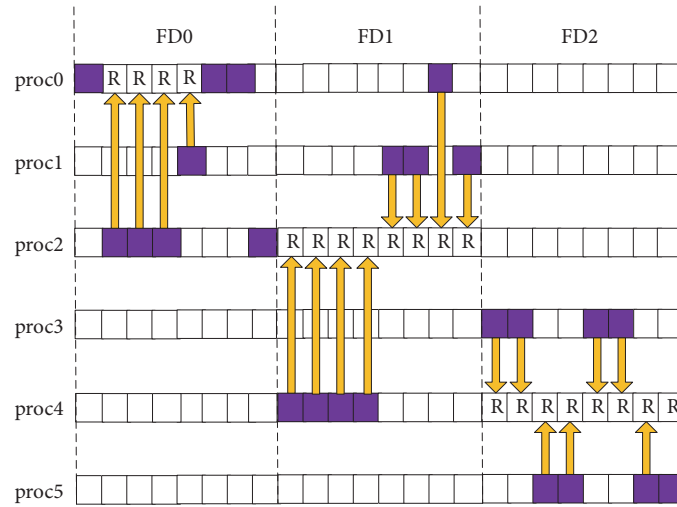 FD0 FD1 FD2
proc0 R R R R
proc1
proc2 R R R R R R R R
proc3
proc4 R R R R R R R R
proc5